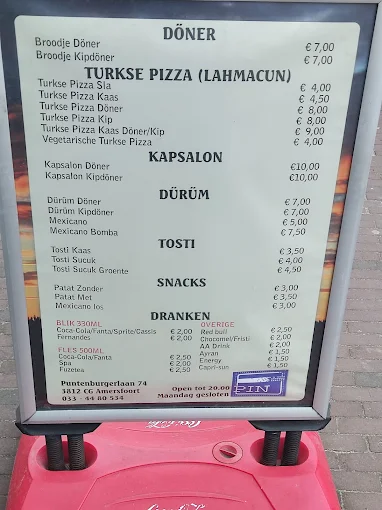 DÖNER
Broodje Döner € 7,00
Broodje Kipdöner € 7,00
TURKSE PIZZA (LAHMACUN)
Turkse Pizza Sla € 4,00
Turkse Pizza Kaas € 4,50
Turkse Pizza Döner € 8,00
Turkse Pizza Kip € 8,00
Turkse Pizza Kaas Döner/Kip € 9,00
Vegetarische Turkse Pizza € 4,00
KAPSALON
Kapsalon Döner €10,00
Kapsalon Kipdöner €10,00
DÜRÜM
Dürüm Döner € 7,00
Dürüm Kipdöner € 7,00
Mexicano € 5,00
Mexicano Bomba € 7,50
TOSTI
Tosti Kaas € 3,50
Tosti Sucuk € 4,00
Tosti Sucuk Groente € 4,50
SNACKS
Patat Zonder € 3,00
Patat Met € 3,50
Mexicano los € 3,00
DRANKEN
BLIK 330ML
Coca-Cola/Fanta/Sprite/Cassis € 2,00
Fernandes € 2,00
FLES 500ML
Coca-Cola/Fanta € 2,50
Spa € 2,00
Fuzetea € 2,50
OVERIGE
Red bull € 2,50
Chocomel/Fristi € 2,00
AA Drink € 2,00
Ayran € 1,50
Energy € 1,50
Capri-sun € 1,50
Puntenburgerlaan 74
3812 CG Amersfoort
033 - 44 80 534
Open tot 20.00
Maandag gesloten
PIN
Coca-Cola